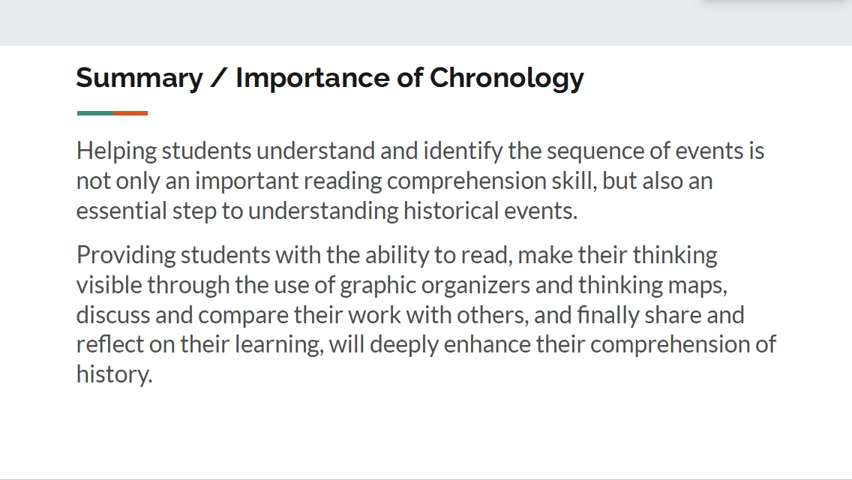 Summary / Importance of Chronology
Helping students understand and identify the sequence of events is
not only an important reading comprehension skill, but also an
essential step to understanding historical events.
Providing students with the ability to read, make their thinking
visible through the use of graphic organizers and thinking maps,
discuss and compare their work with others, and finally share and
reflect on their learning, will deeply enhance their comprehension of
history.